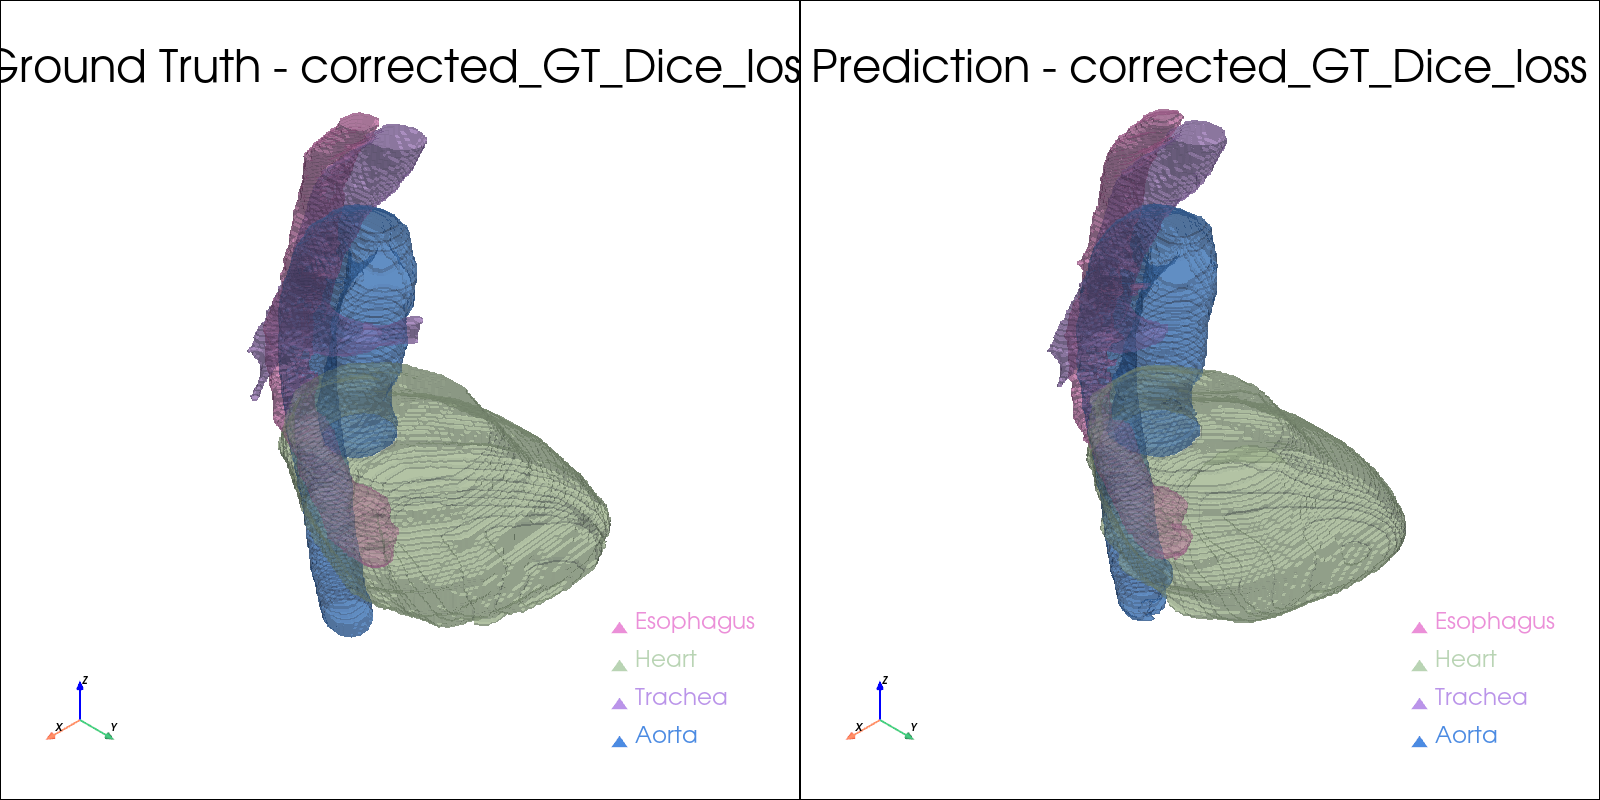 Ground Truth - corrected_GT_Dice_los
Esophagus
Heart
Trachea
Aorta
Z
X
Y
Prediction - corrected_GT_Dice_loss
Esophagus
Heart
Trachea
Aorta
Z
X
Y